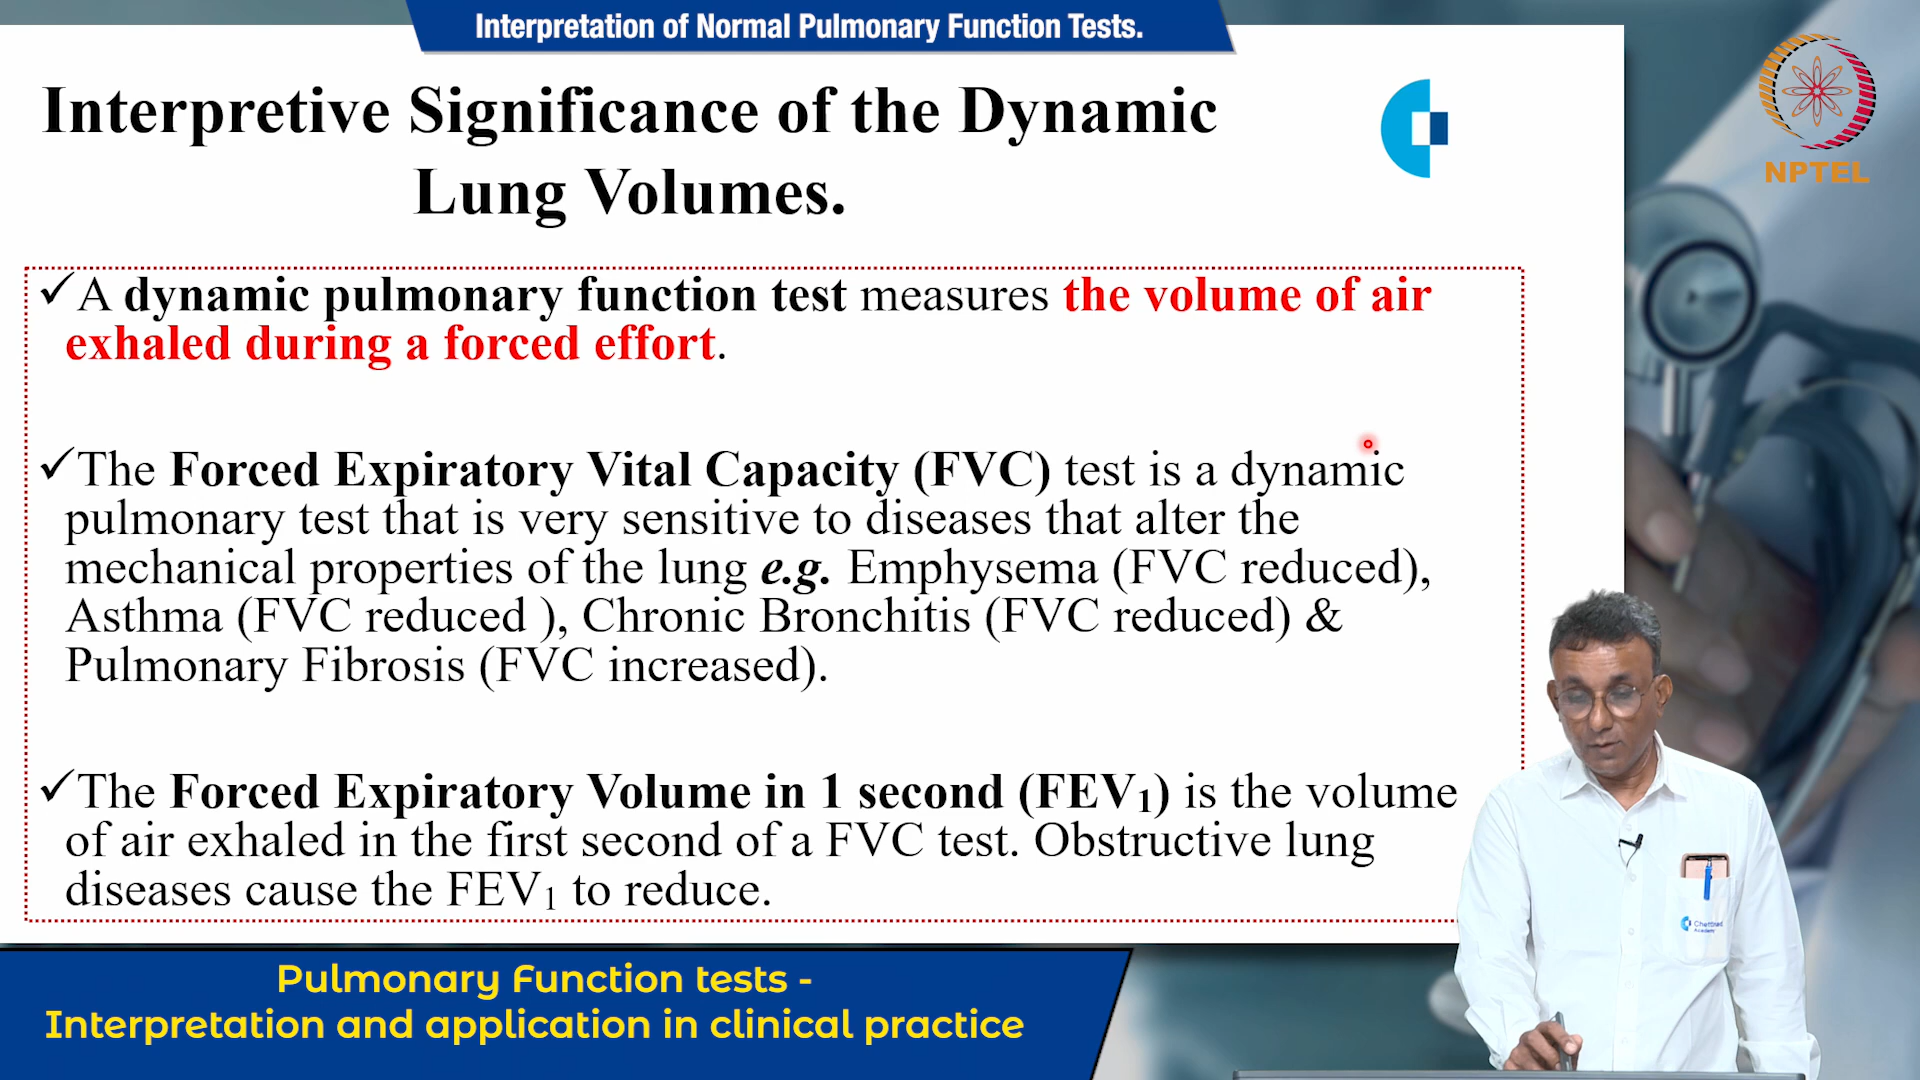 Interpretation of Normal Pulmonary Function Tests.
Interpretive Significance of the Dynamic
Lung Volumes.
NPTEL
✓A dynamic pulmonary function test measures the volume of air
exhaled during a forced effort.
✓The Forced Expiratory Vital Capacity (FVC) test is a dynamic
pulmonary test that is very sensitive to diseases that alter the
mechanical properties of the lung e.g. Emphysema (FVC reduced),
Asthma (FVC reduced ), Chronic Bronchitis (FVC reduced) &
Pulmonary Fibrosis (FVC increased).
✓The Forced Expiratory Volume in 1 second (FEV₁) is the volume
of air exhaled in the first second of a FVC test. Obstructive lung
diseases cause the FEV₁ to reduce.
Chettinad
Academy
Pulmonary Function tests -
Interpretation and application in clinical practice